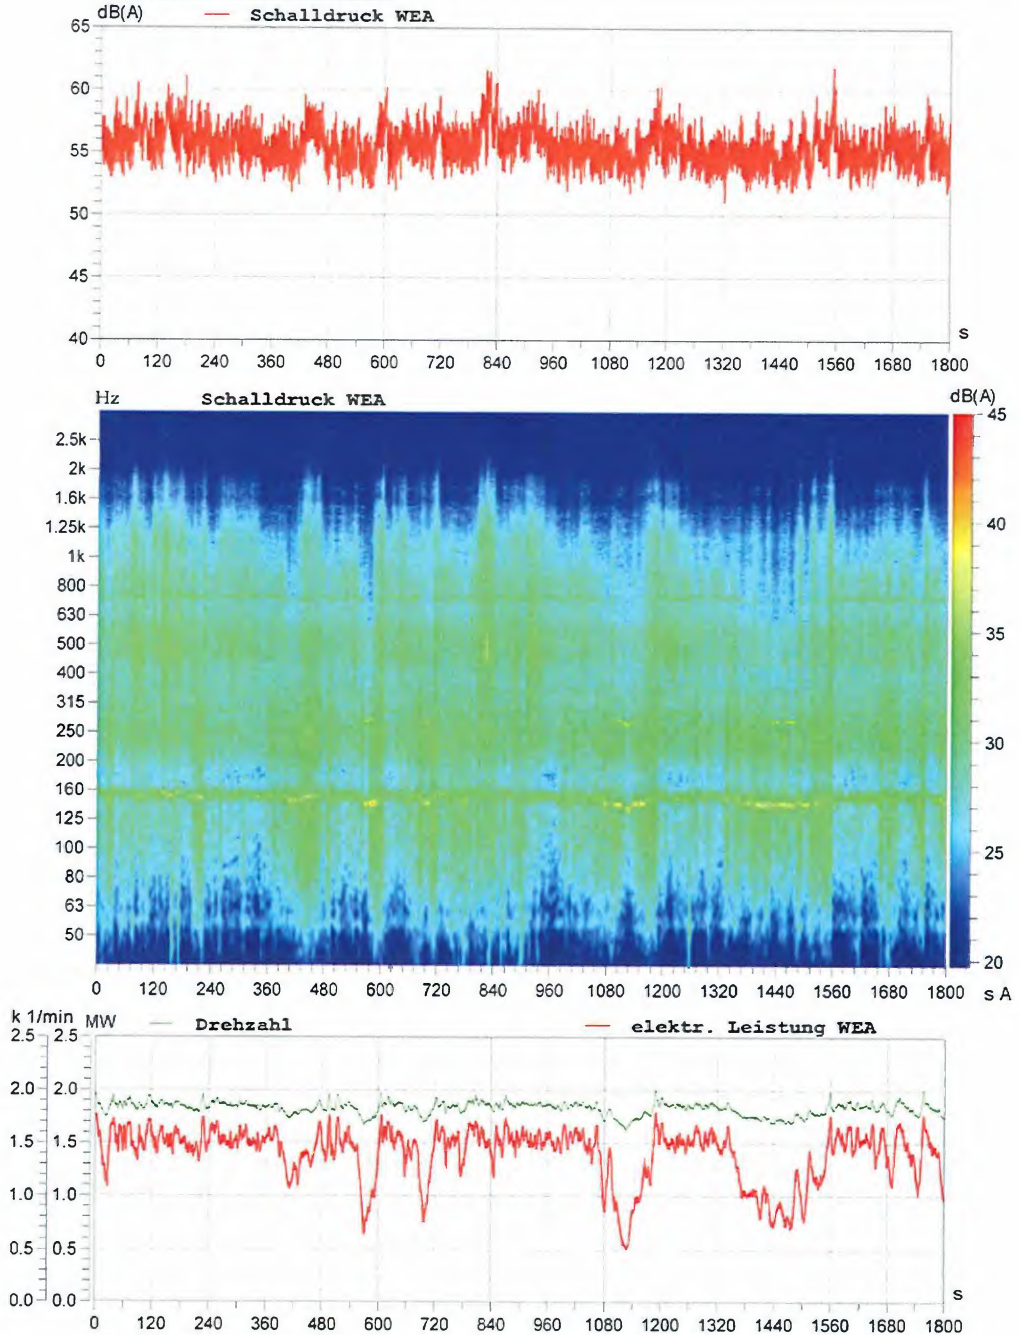 dB(A) Schalldruck WEA
65
60
55
50
45
40
s
0 120 240 360 480 600 720 840 960 1080 1200 1320 1440 1560 1680 1800
Hz Schalldruck WEA dB(A)
2.5k
2k
1.6k
1.25k
1k
800
630
500
400
315
250
200
160
125
100
80
63
50
45
40
35
30
25
20
0 120 240 360 480 600 720 840 960 1080 1200 1320 1440 1560 1680 1800 s A
k 1/min MW Drehzahl elektr. Leistung WEA
2.5 2.5
2.0 2.0
1.5 1.5
1.0 1.0
0.5 0.5
0.0 0.0
s
0 120 240 360 480 600 720 840 960 1080 1200 1320 1440 1560 1680 1800